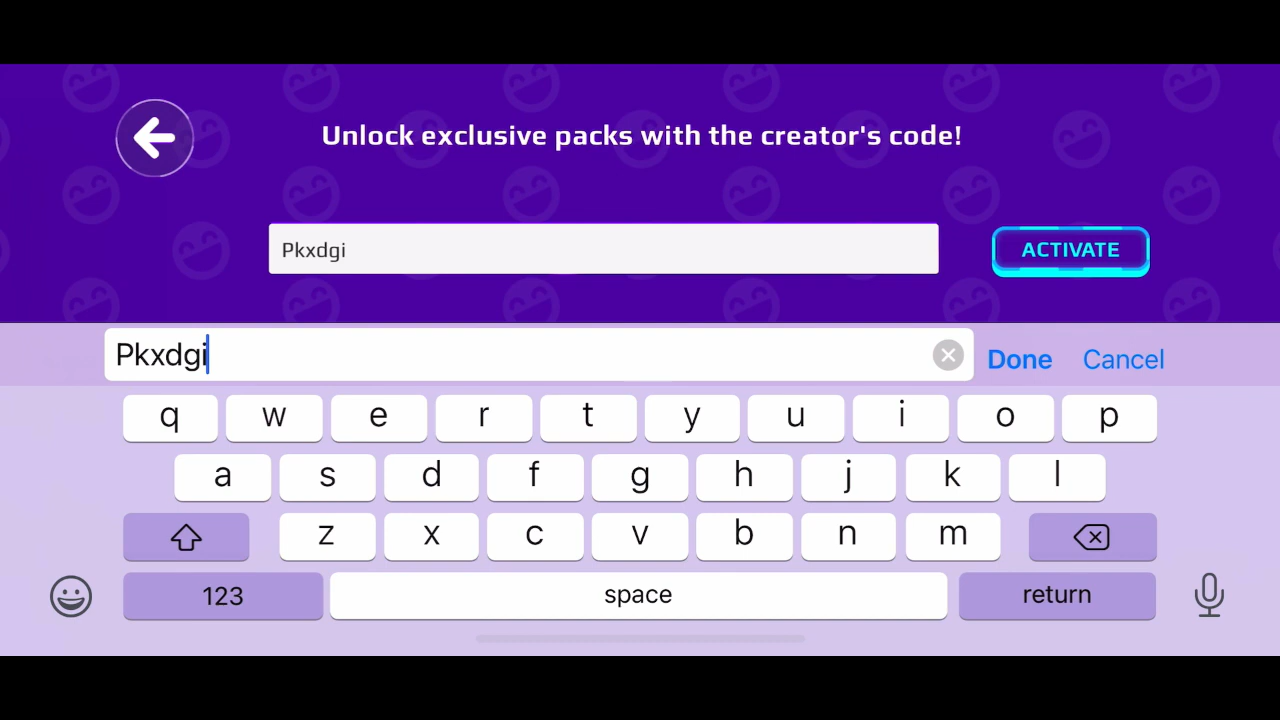 Unlock exclusive packs with the creator's code!
Pkxdgi
ACTIVATE
Pkxdgi
Done
Cancel
q w e r t y u i o p
a s d f g h j k l
z x c v b n m
123 space return